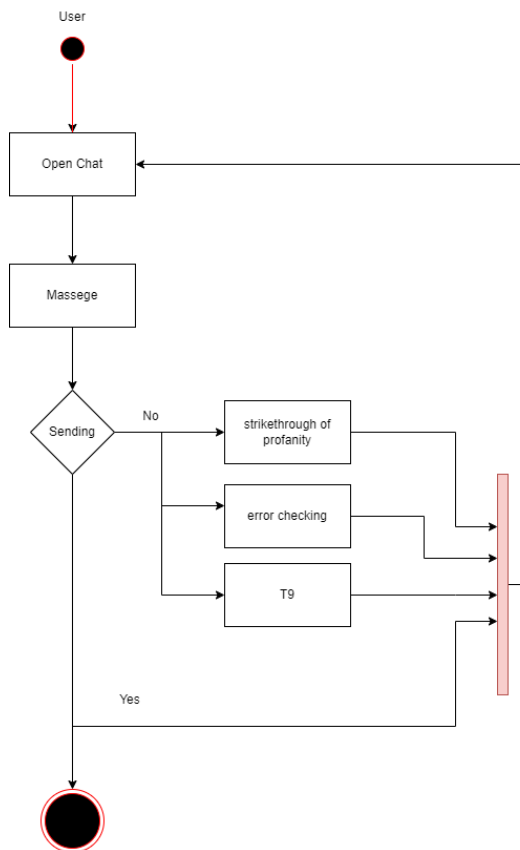 User
Open Chat
Massege
Sending
No
strikethrough of
profanity
error checking
T9
Yes